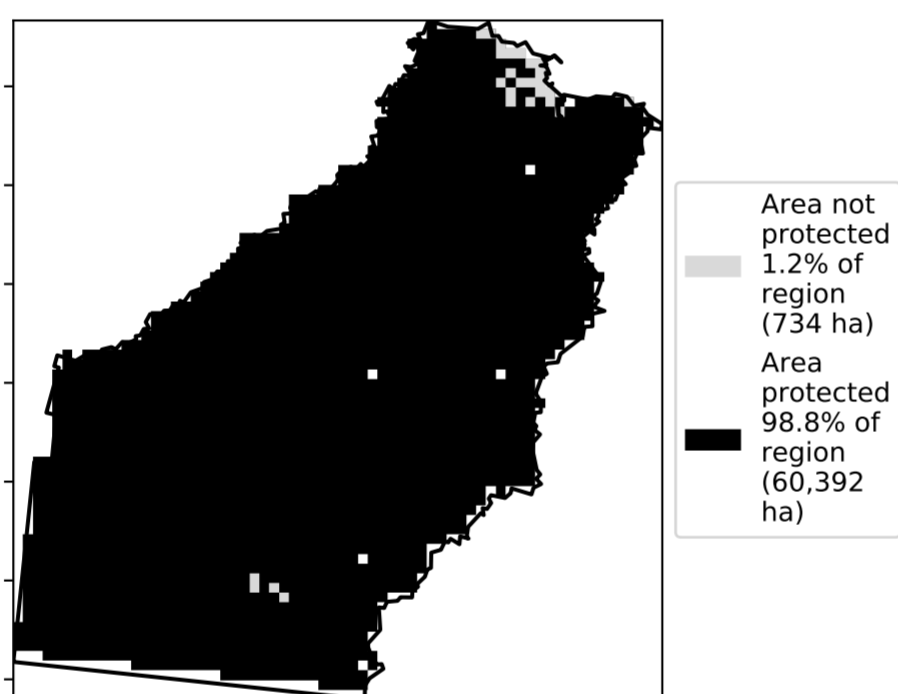 Area not
protected
1.2% of
region
(734 ha)
Area
protected
98.8% of
region
(60,392
ha)